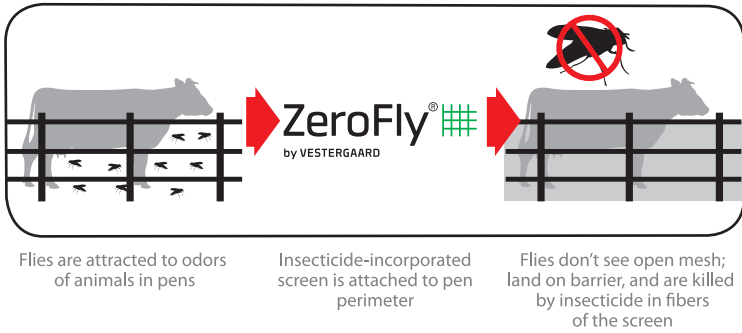 ZeroFly®
by VESTERGAARD
Flies are attracted to odors
of animals in pens
Insecticide-incorporated
screen is attached to pen
perimeter
Flies don't see open mesh;
land on barrier, and are killed
by insecticide in fibers
of the screen